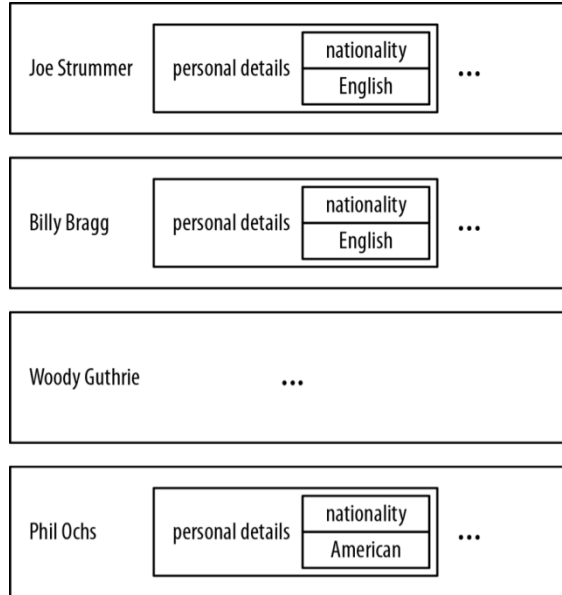 Joe Strummer
personal details
nationality
English
...
Billy Bragg
personal details
nationality
English
...
Woody Guthrie
...
Phil Ochs
personal details
nationality
American
...